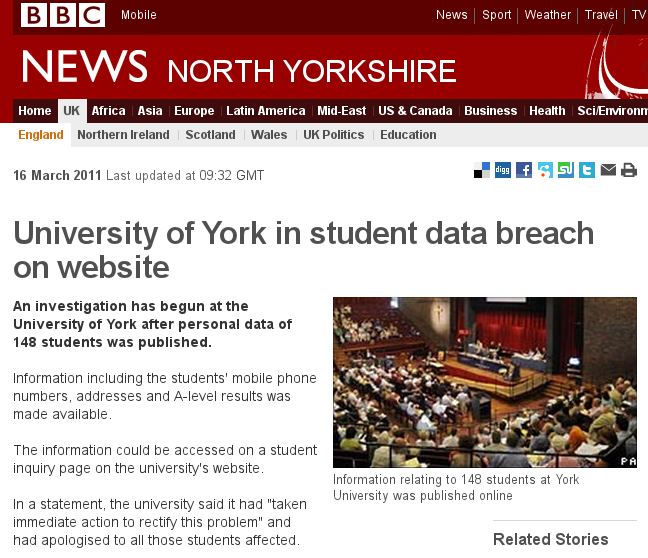 BBC Mobile News Sport Weather Travel TV
NEWS NORTH YORKSHIRE
Home UK Africa Asia Europe Latin America Mid-East US & Canada Business Health Sci/Environm
England Northern Ireland Scotland Wales UK Politics Education
16 March 2011 Last updated at 09:32 GMT
digg
University of York in student data breach
on website
An investigation has begun at the
University of York after personal data of
148 students was published.
Information including the students' mobile phone
numbers, addresses and A-level results was
made available.
The information could be accessed on a student
inquiry page on the university's website.
In a statement, the university said it had "taken
immediate action to rectify this problem" and
had apologised to all those students affected.
PA
Information relating to 148 students at York
University was published online
Related Stories